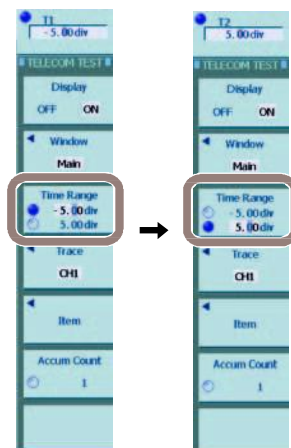 T1
-5.00div
TELECOM TEST
Display
OFF ON
Window
Main
Time Range
-5.00div
5.00div
Trace
CH1
Item
Accum Count
1
T2
5.00div
TELECOM TEST
Display
OFF ON
Window
Main
Time Range
-5.00div
5.00div
Trace
CH1
Item
Accum Count
1